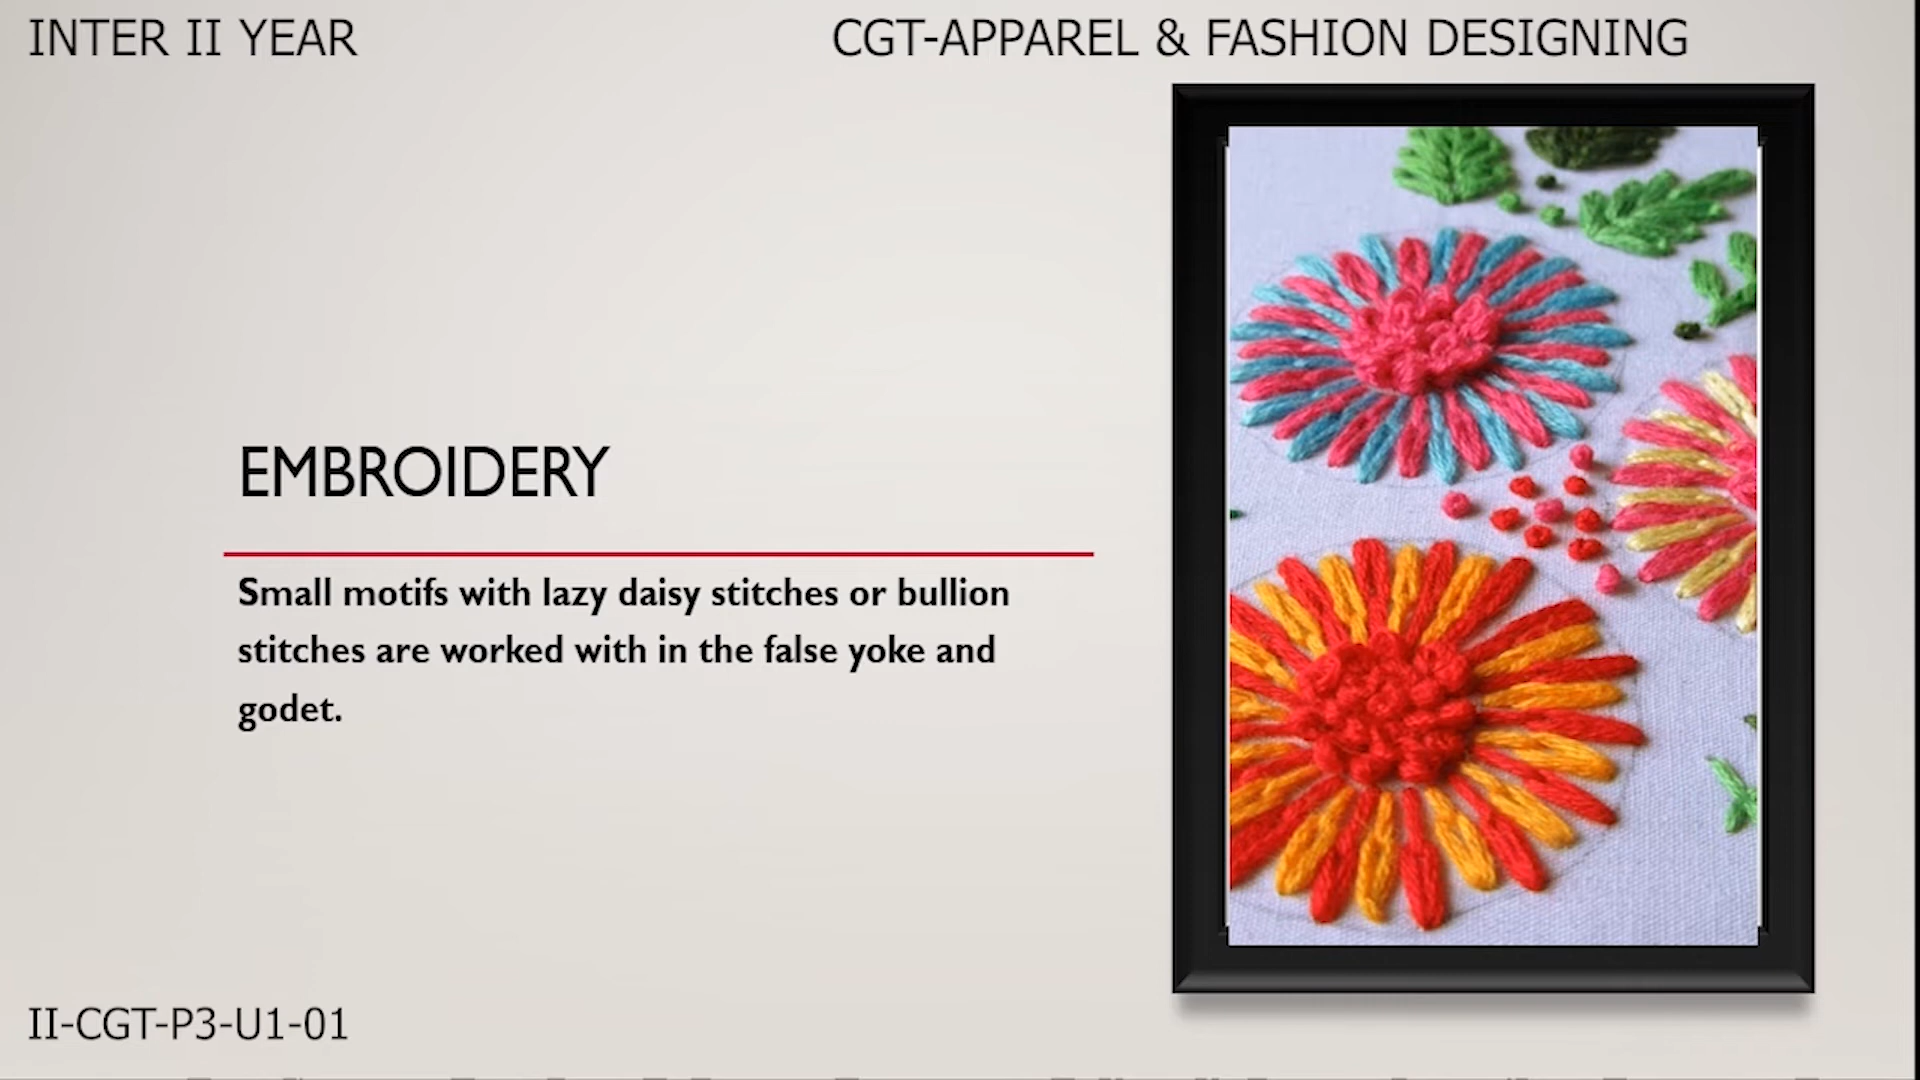 INTER II YEAR
CGT-APPAREL & FASHION DESIGNING
EMBROIDERY
Small motifs with lazy daisy stitches or bullion
stitches are worked with in the false yoke and
godet.
II-CGT-P3-U1-01